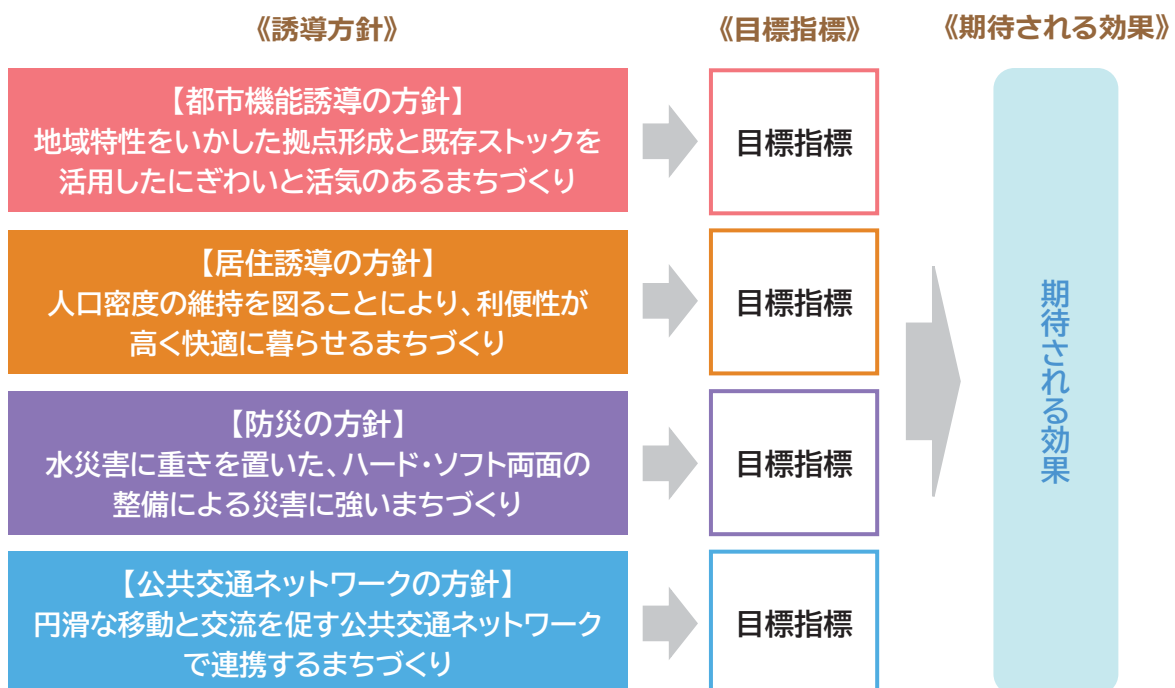 《誘導方針》
《目標指標》
《期待される効果》
【都市機能誘導の方針】
地域特性をいかした拠点形成と既存ストックを
活用したにぎわいと活気のあるまちづくり
目標指標
【居住誘導の方針】
人口密度の維持を図ることにより、利便性が
高く快適に暮らせるまちづくり
目標指標
【防災の方針】
水災害に重きを置いた、ハード・ソフト両面の
整備による災害に強いまちづくり
目標指標
【公共交通ネットワークの方針】
円滑な移動と交流を促す公共交通ネットワーク
で連携するまちづくり
目標指標
期待される効果